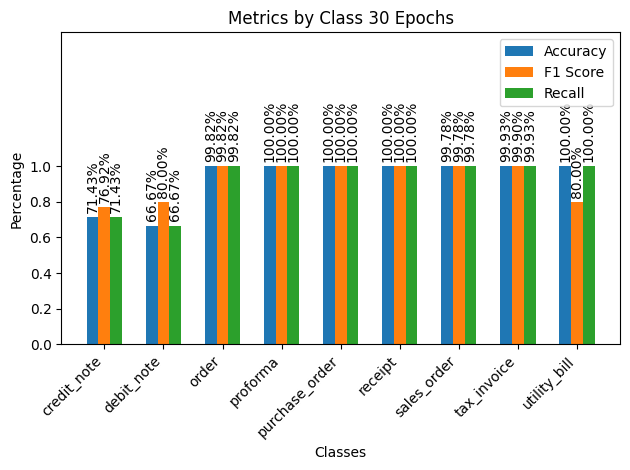 Metrics by Class 30 Epochs
Accuracy
F1 Score
Recall
Percentage
1.0
0.8
0.6
0.4
0.2
0.0
71.43%
76.92%
71.43%
66.67%
80.00%
66.67%
99.82%
99.82%
99.82%
100.00%
100.00%
100.00%
100.00%
100.00%
100.00%
100.00%
100.00%
100.00%
99.78%
99.78%
99.78%
99.93%
99.90%
99.93%
100.00%
80.00%
100.00%
credit_note
debit_note
order
proforma
purchase_order
receipt
sales_order
tax_invoice
utility_bill
Classes